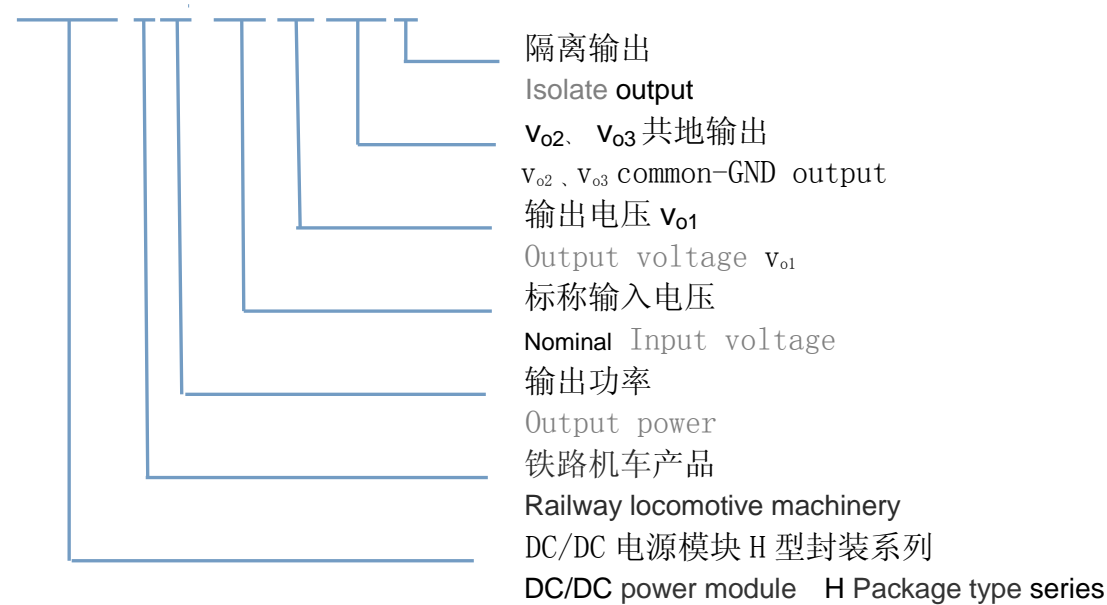 隔离输出
Isolate output
Vo2、 Vo3 共地输出
Vo2 、Vo3 common-GND output
输出电压 Vo1
Output voltage Vo1
标称输入电压
Nominal Input voltage
输出功率
Output power
铁路机车产品
Railway locomotive machinery
DC/DC 电源模块 H 型封装系列
DC/DC power module H Package type series